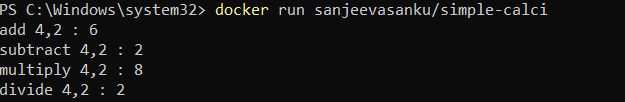 PS C:\Windows\system32> docker run sanjeevasanku/simple-calci
add 4,2 : 6
subtract 4,2 : 2
multiply 4,2 : 8
divide 4,2 : 2